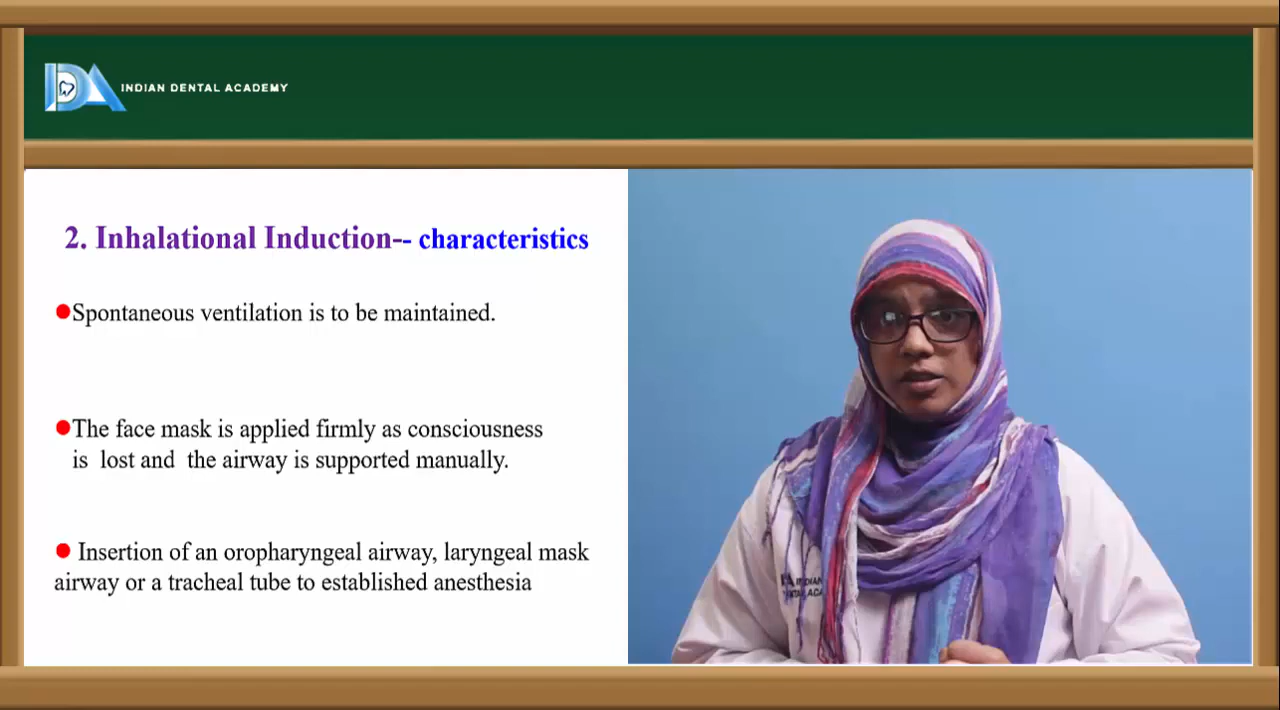 INDIAN DENTAL ACADEMY
2. Inhalational Induction-- characteristics
Spontaneous ventilation is to be maintained.
The face mask is applied firmly as consciousness
is lost and the airway is supported manually.
Insertion of an oropharyngeal airway, laryngeal mask
airway or a tracheal tube to established anesthesia